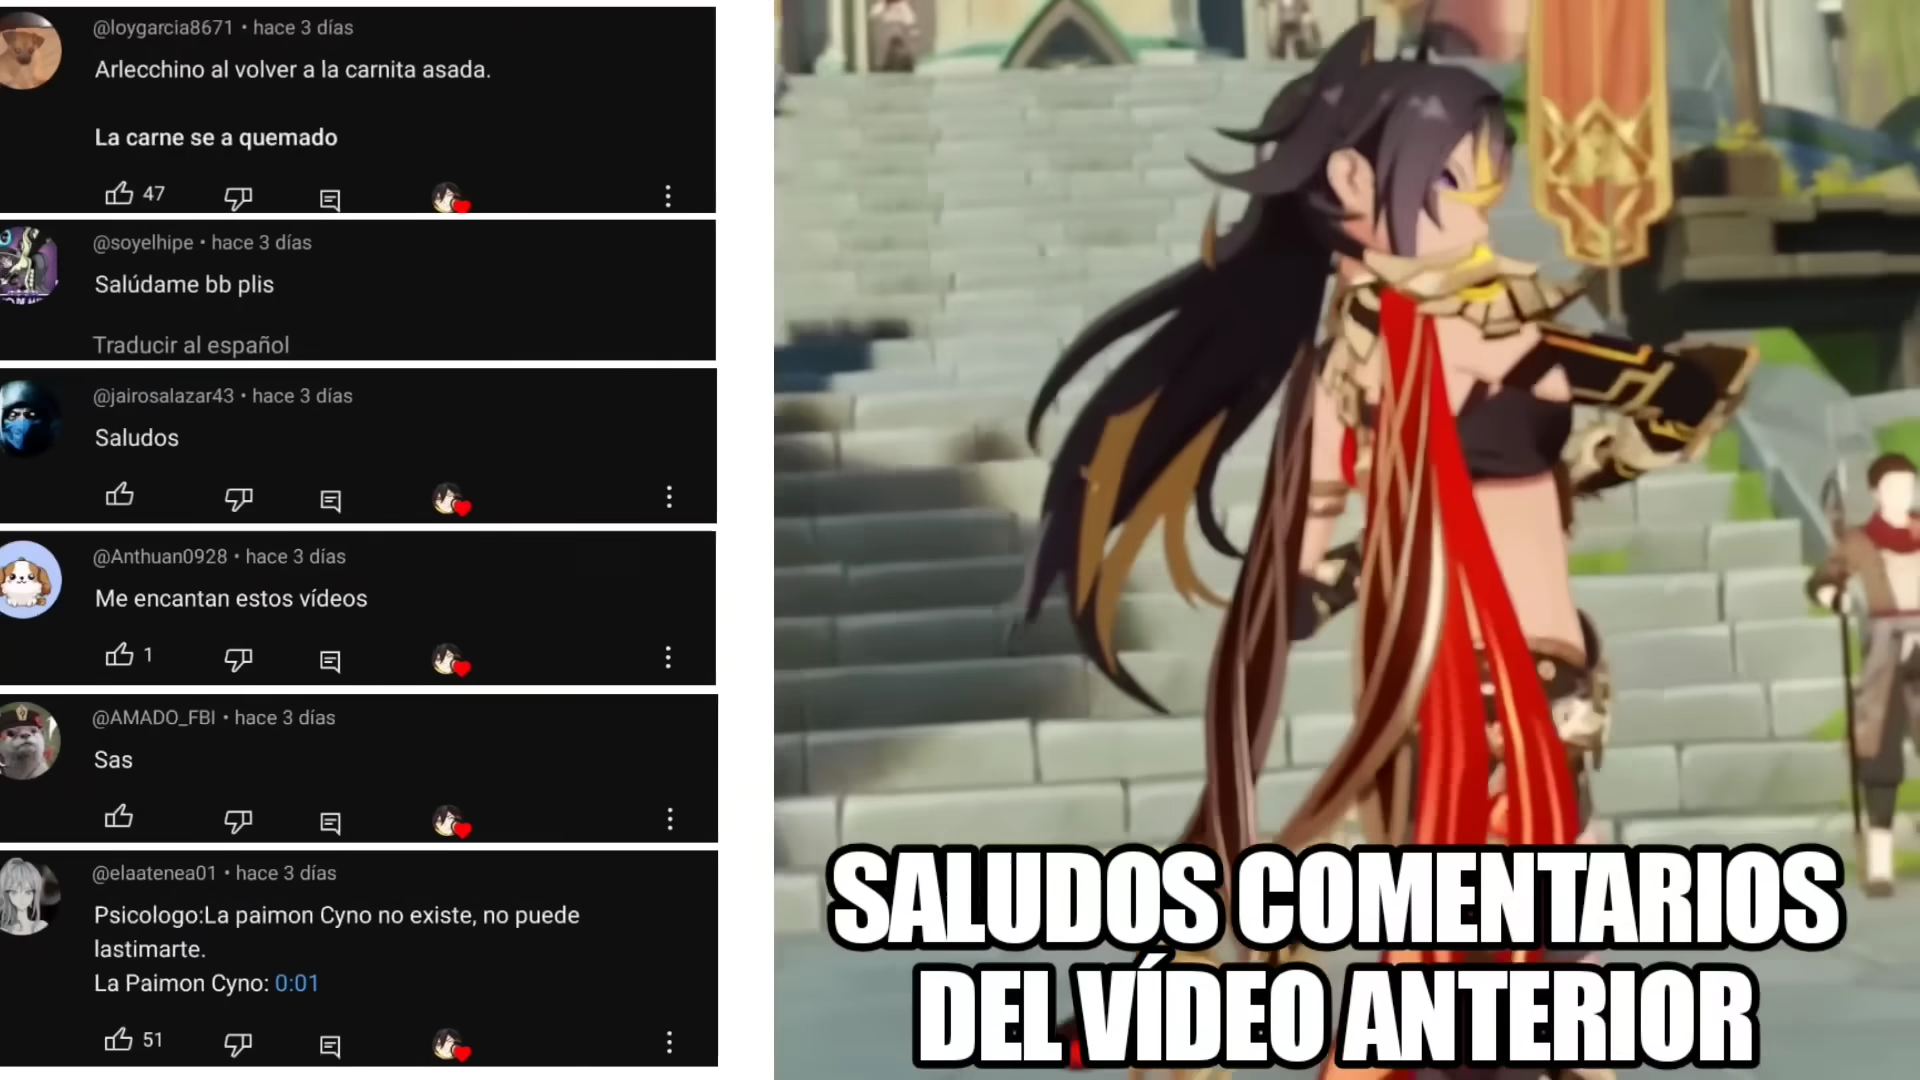 @loygarcia8671 • hace 3 días
Arlecchino al volver a la carnita asada.
La carne se a quemado
47
@soyelhipe • hace 3 días
Salúdame bb plis
Traducir al español
@jairosalazar43 • hace 3 días
Saludos
@Anthuan0928 • hace 3 días
Me encantan estos vídeos
1
@AMADO_FBI • hace 3 días
Sas
@elaatenea01 • hace 3 días
Psicologo:La paimon Cyno no existe, no puede
lastimarte.
La Paimon Cyno: 0:01
51
SALUDOS COMENTARIOS
DEL VÍDEO ANTERIOR